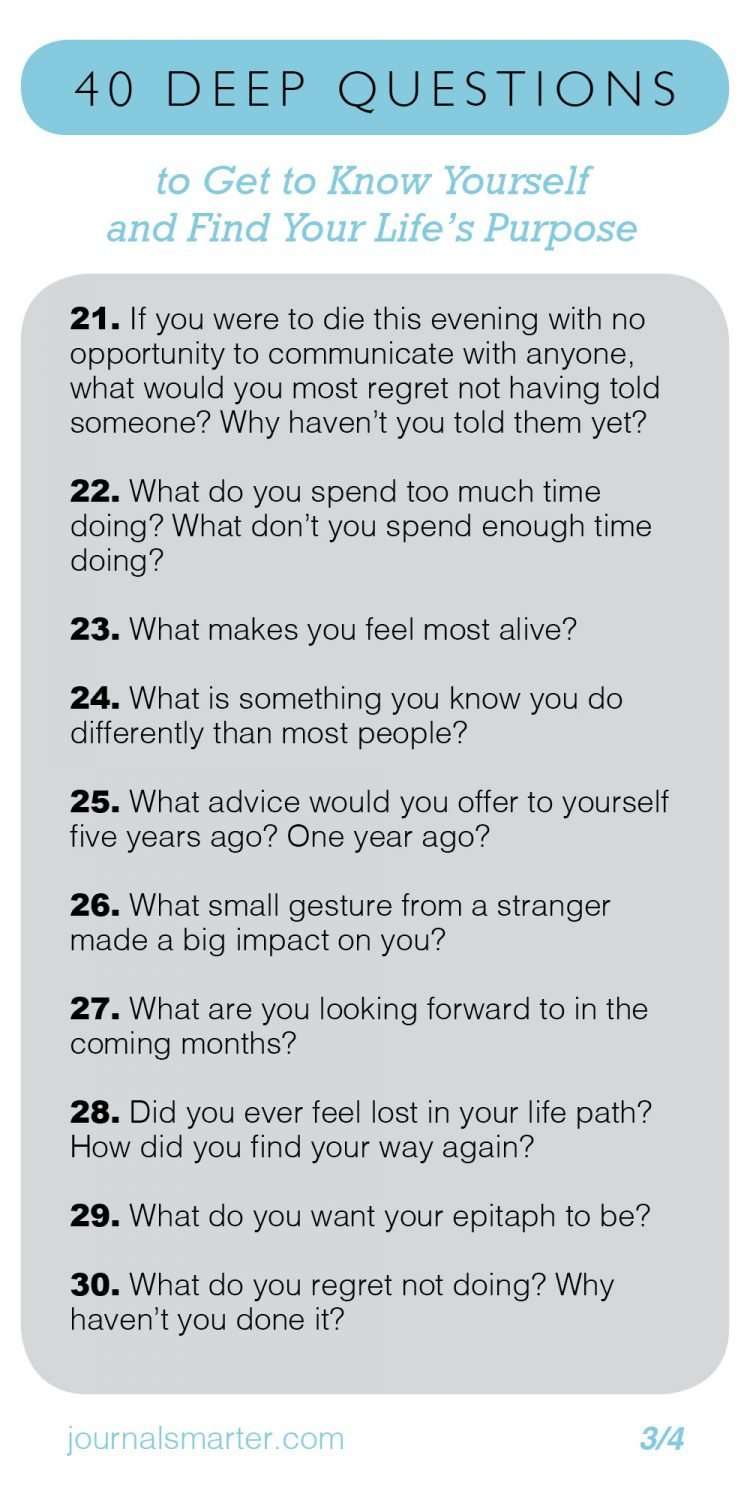 40 DEEP QUESTIONS
to Get to Know Yourself
and Find Your Life’s Purpose
21. If you were to die this evening with no
opportunity to communicate with anyone,
what would you most regret not having told
someone? Why haven’t you told them yet?
22. What do you spend too much time
doing? What don’t you spend enough time
doing?
23. What makes you feel most alive?
24. What is something you know you do
differently than most people?
25. What advice would you offer to yourself
five years ago? One year ago?
26. What small gesture from a stranger
made a big impact on you?
27. What are you looking forward to in the
coming months?
28. Did you ever feel lost in your life path?
How did you find your way again?
29. What do you want your epitaph to be?
30. What do you regret not doing? Why
haven’t you done it?
journalsmarter.com
3/4